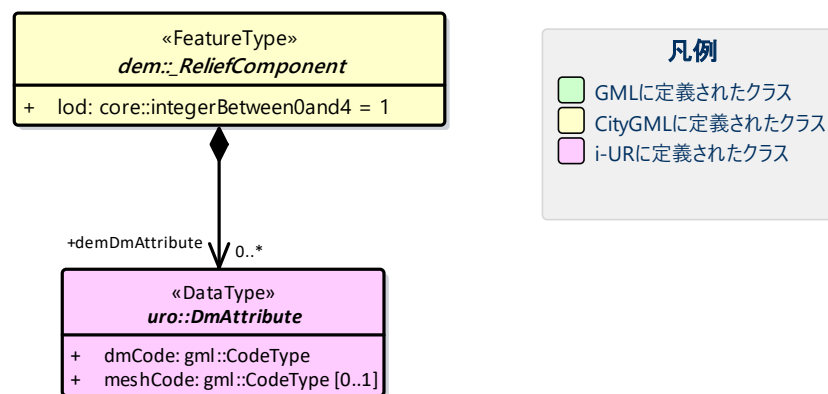 «FeatureType»
dem::_ReliefComponent
+ lod: core::integerBetween0and4 = 1
+demDmAttribute
0..*
«DataType»
uro::DmAttribute
+ dmCode: gml::CodeType
+ meshCode: gml::CodeType [0..1]
凡例
GMLに定義されたクラス
CityGMLに定義されたクラス
i-URに定義されたクラス